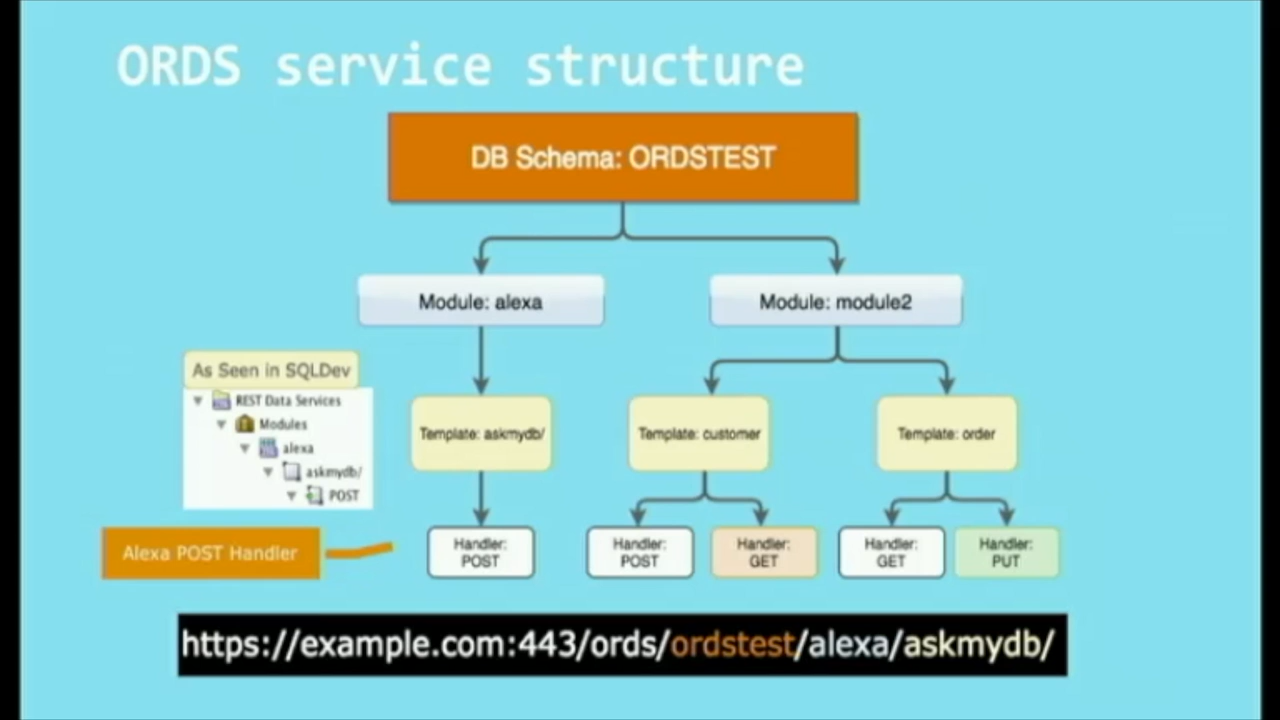 ORDS service structure
DB Schema: ORDSTEST
Module: alexa
Module: module2
As Seen in SQLDev
REST Data Services
Modules
alexa
askmydb/
POST
Template: askmydb/
Template: customer
Template: order
Alexa POST Handler
Handler:
POST
Handler:
POST
Handler:
GET
Handler:
GET
Handler:
PUT
https://example.com:443/ords/ordstest/alexa/askmydb/